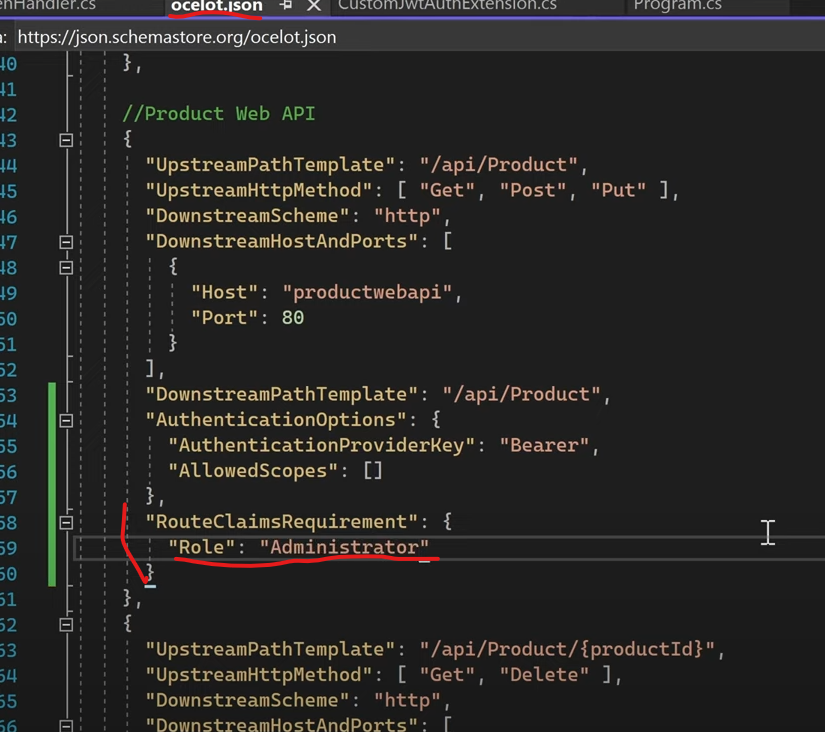 enHandler.cs ocelot.json CustomJwtAuthExtension.cs Program.cs
a: https://json.schemastore.org/ocelot.json
40 },
41
42 //Product Web API
43 {
44 "UpstreamPathTemplate": "/api/Product",
45 "UpstreamHttpMethod": [ "Get", "Post", "Put" ],
46 "DownstreamScheme": "http",
47 "DownstreamHostAndPorts": [
48 {
49 "Host": "productwebapi",
50 "Port": 80
51 }
52 ],
53 "DownstreamPathTemplate": "/api/Product",
54 "AuthenticationOptions": {
55 "AuthenticationProviderKey": "Bearer",
56 "AllowedScopes": []
57 },
58 "RouteClaimsRequirement": {
59 "Role": "Administrator"
60 }
61 },
62 {
63 "UpstreamPathTemplate": "/api/Product/{productId}",
64 "UpstreamHttpMethod": [ "Get", "Delete" ],
65 "DownstreamScheme": "http",
66 "DownstreamHostAndPorts": [